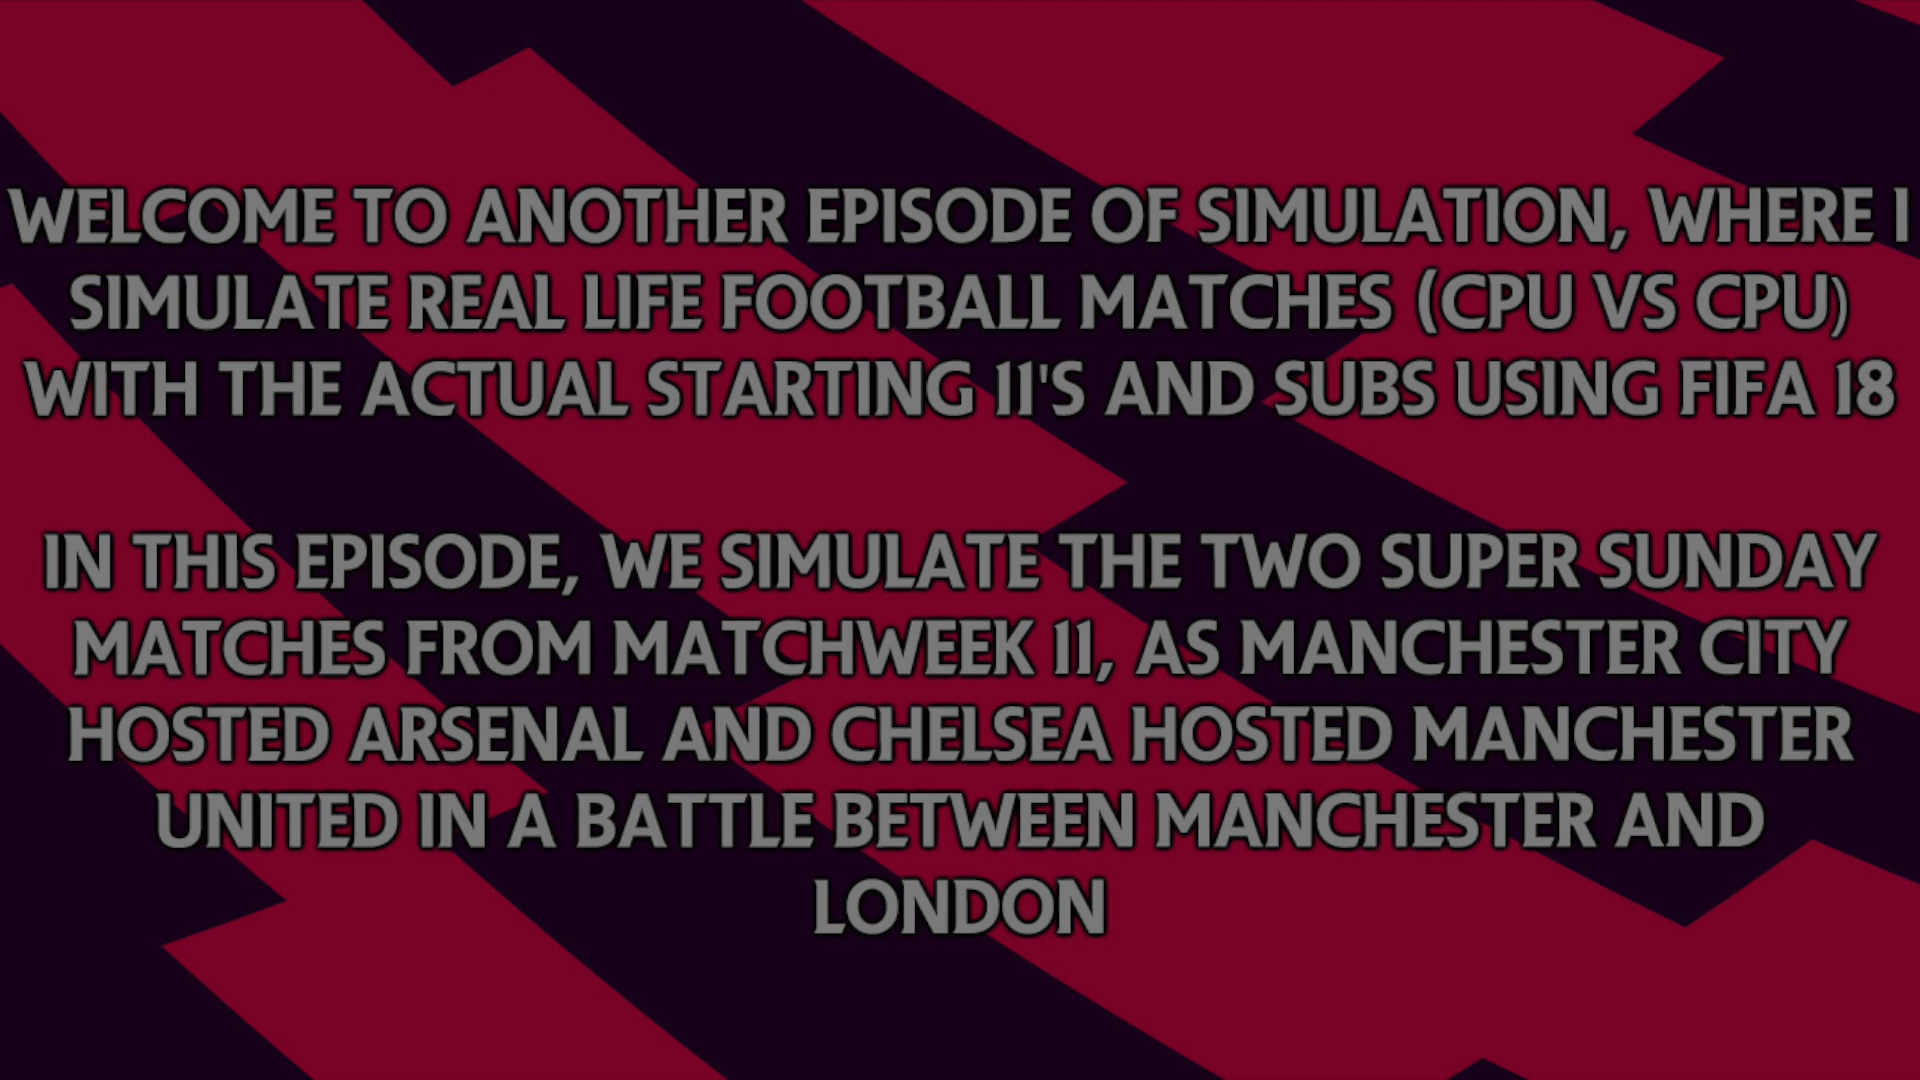 WELCOME TO ANOTHER EPISODE OF SIMULATION, WHERE I
SIMULATE REAL LIFE FOOTBALL MATCHES (CPU VS CPU)
WITH THE ACTUAL STARTING 11'S AND SUBS USING FIFA 18
IN THIS EPISODE, WE SIMULATE THE TWO SUPER SUNDAY
MATCHES FROM MATCHWEEK 11, AS MANCHESTER CITY
HOSTED ARSENAL AND CHELSEA HOSTED MANCHESTER
UNITED IN A BATTLE BETWEEN MANCHESTER AND
LONDON